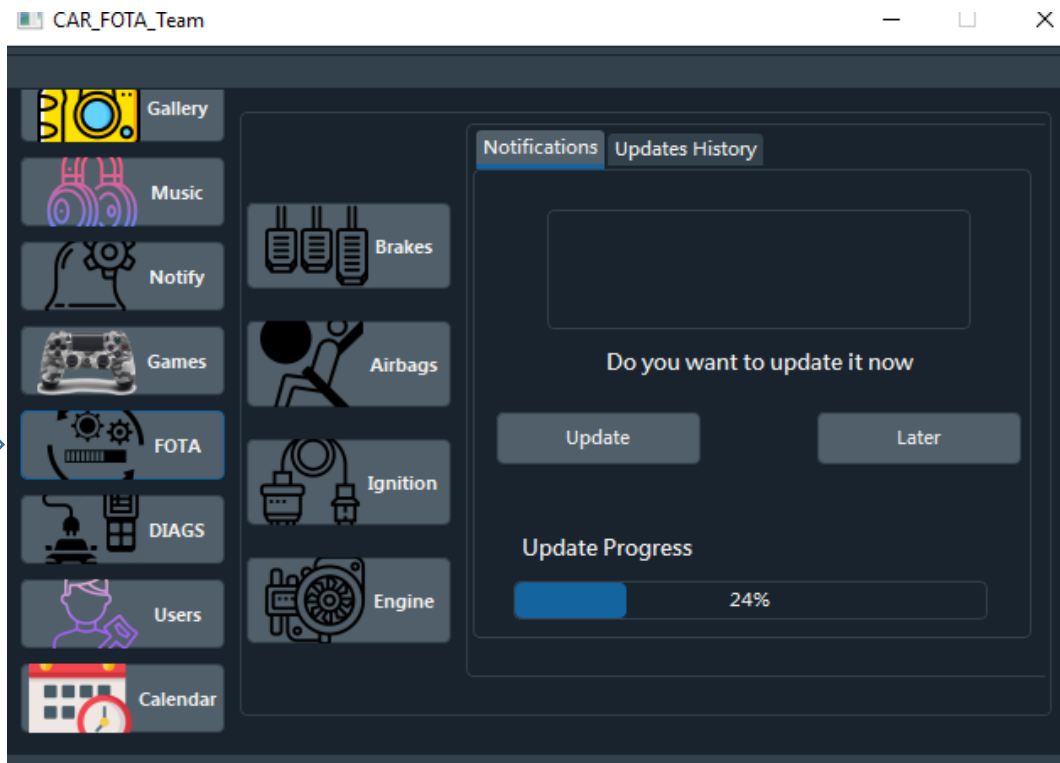 CAR_FOTA_Team
Gallery
Music
Notify
Games
FOTA
DIAGS
Users
Calendar
Brakes
Airbags
Ignition
Engine
Notifications
Updates History
Do you want to update it now
Update
Later
Update Progress
24%